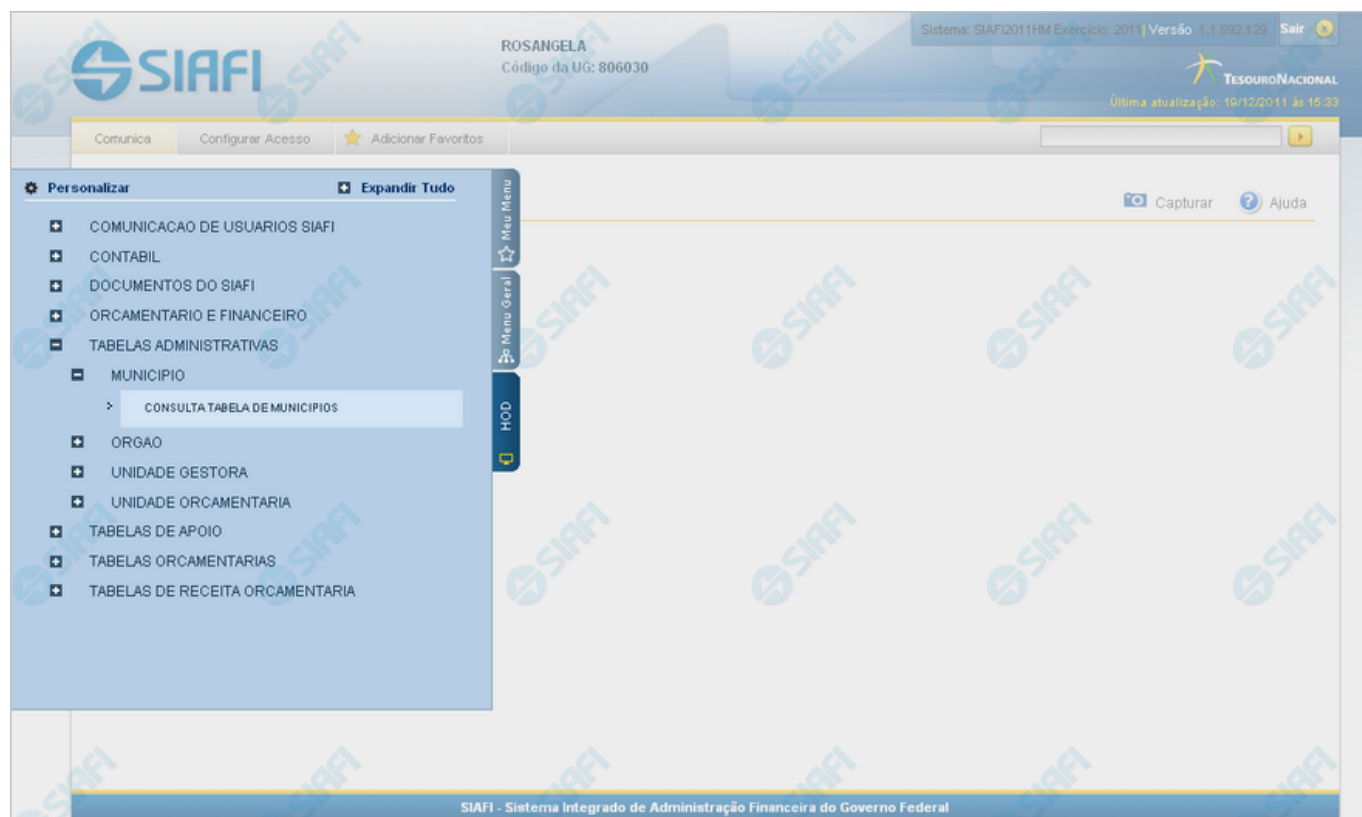 Sistema: SIAFI2011HM Exercício: 2011 | Versão 1.1.692.129 Sair
SIAFI
ROSANGELA
Código da UG: 806030
TESOURO NACIONAL
Última atualização: 19/12/2011 às 15:33
Comunica Configurar Acesso Adicionar Favoritos
Personalizar Expandir Tudo
Meu Menu
Capturar Ajuda
COMUNICACAO DE USUARIOS SIAFI
CONTABIL
DOCUMENTOS DO SIAFI
Menu Geral
ORCAMENTARIO E FINANCEIRO
TABELAS ADMINISTRATIVAS
MUNICIPIO
CONSULTA TABELA DE MUNICIPIOS
HOD
ORGAO
UNIDADE GESTORA
UNIDADE ORCAMENTARIA
TABELAS DE APOIO
TABELAS ORCAMENTARIAS
TABELAS DE RECEITA ORCAMENTARIA
SIAFI - Sistema Integrado de Administração Financeira do Governo Federal